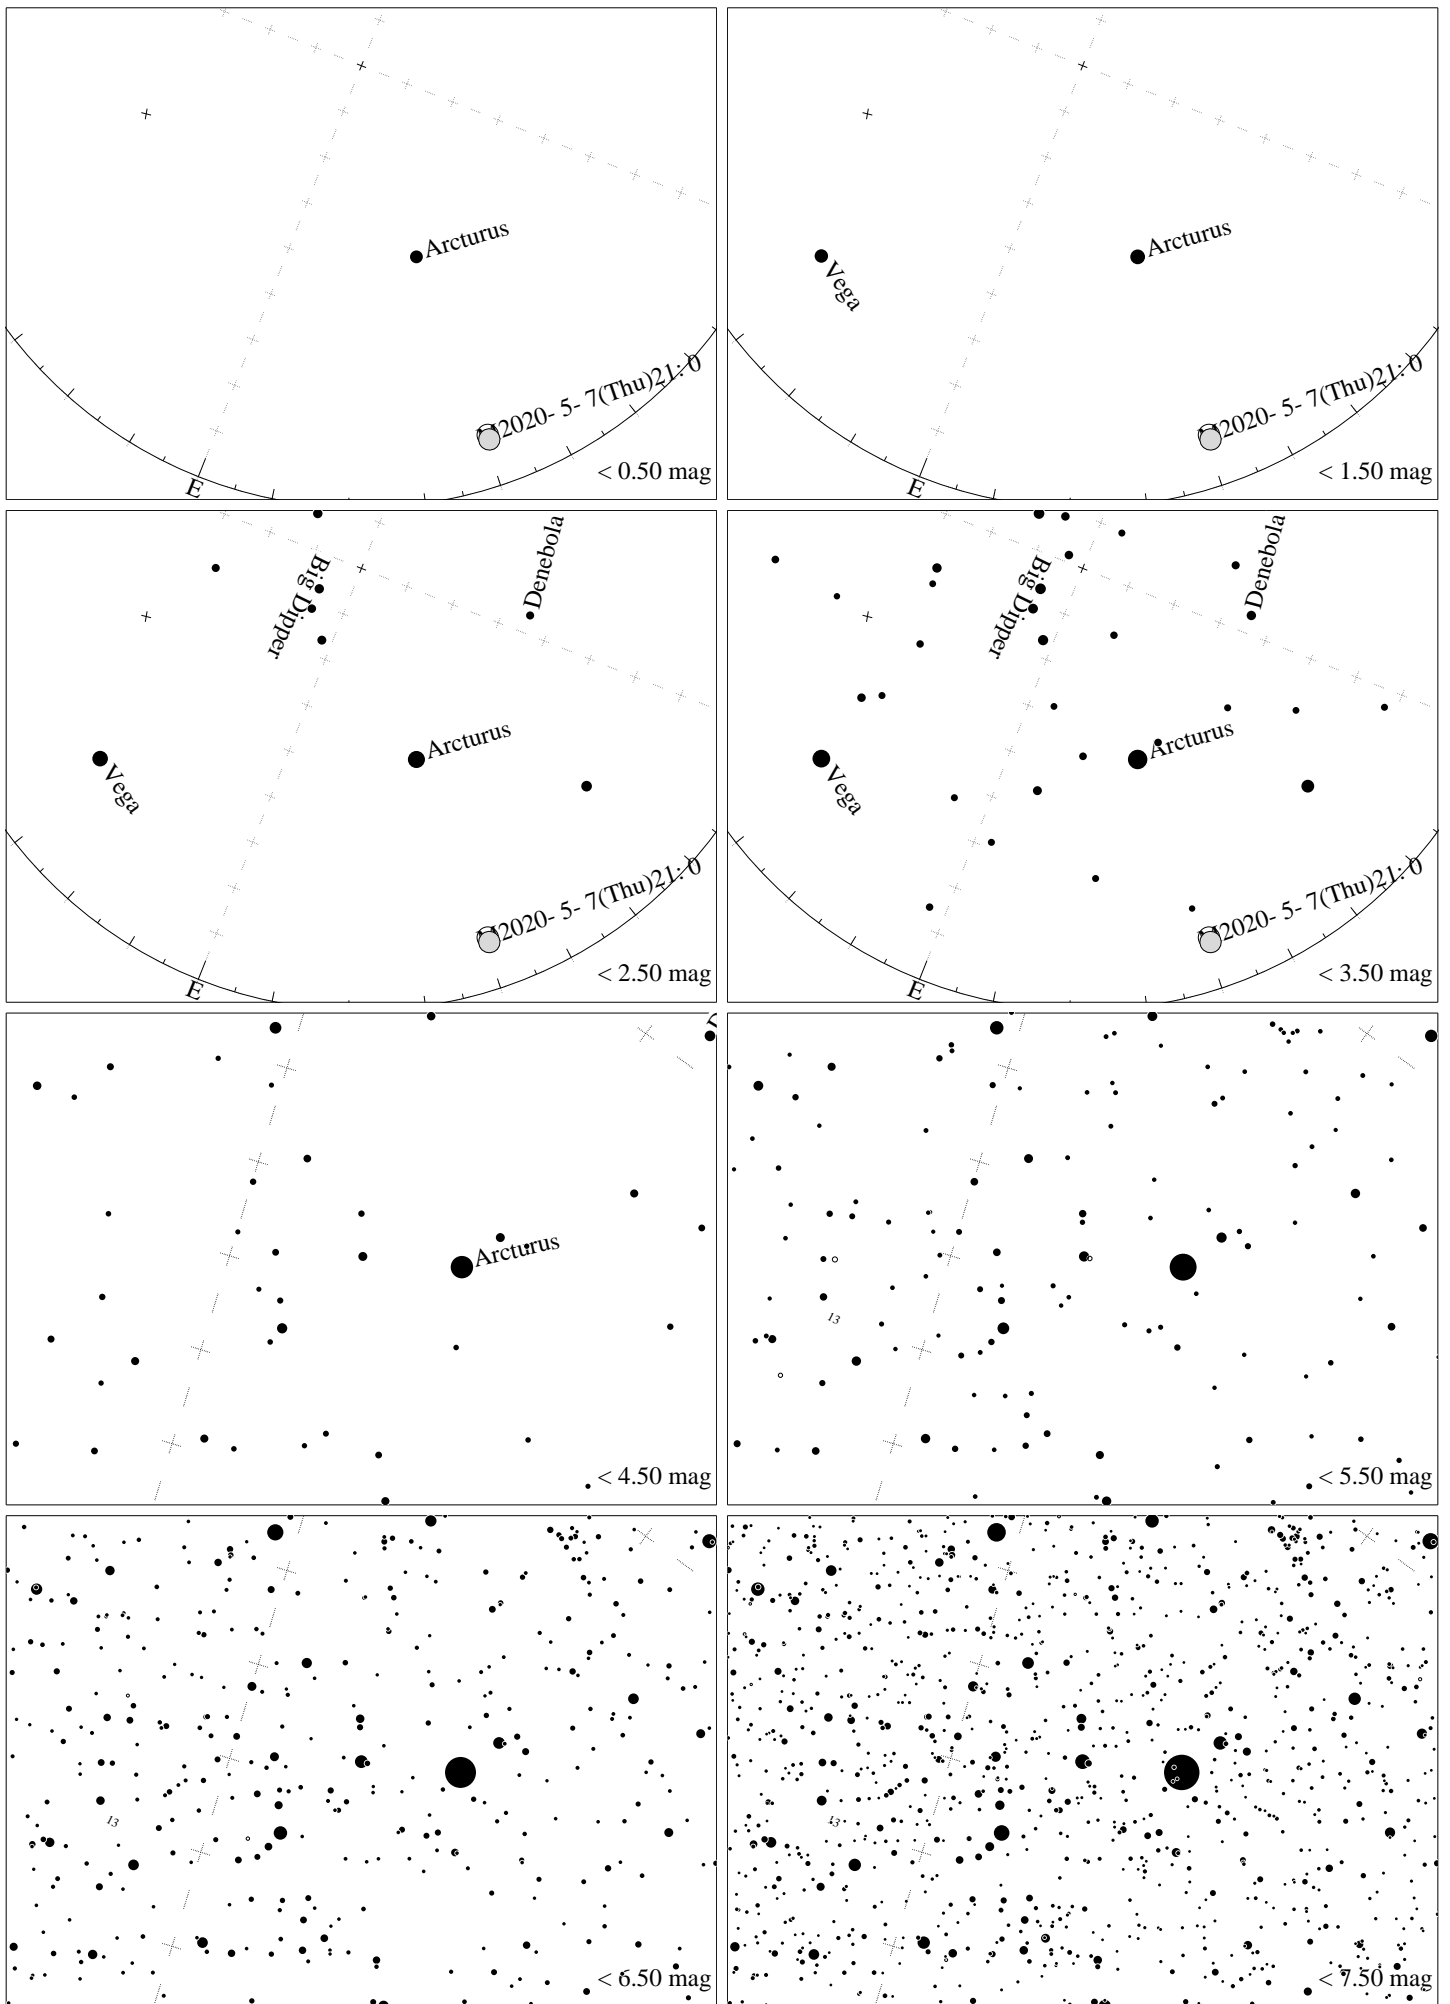 Arcturus
2020- 5- 7(Thu)21: 0
E
< 0.50 mag
Arcturus
Vega
2020- 5- 7(Thu)21: 0
E
< 1.50 mag
Denebola
Big Dipper
Arcturus
Vega
2020- 5- 7(Thu)21: 0
E
< 2.50 mag
Denebola
Big Dipper
Arcturus
Vega
2020- 5- 7(Thu)21: 0
E
< 3.50 mag
Arcturus
< 4.50 mag
13
< 5.50 mag
13
< 6.50 mag
13
< 7.50 mag